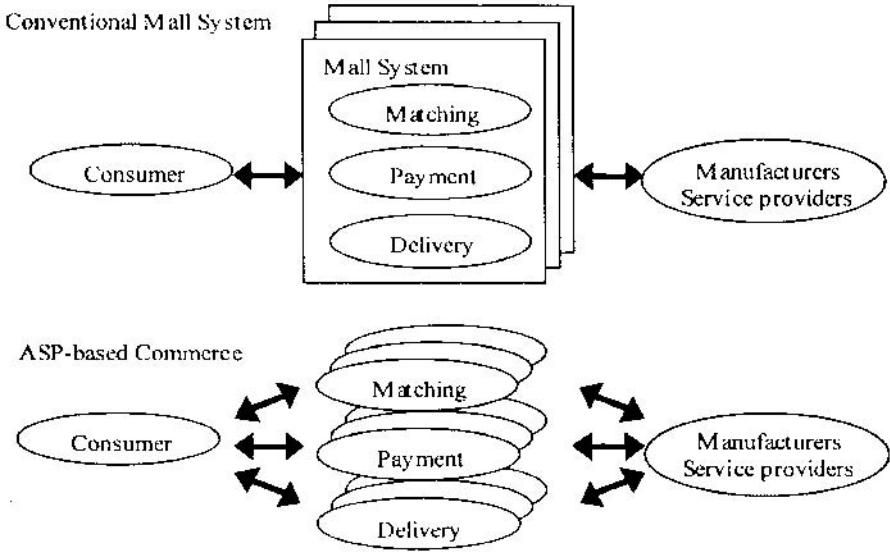 Conventional Mall System
Mall System
Matching
Consumer
Payment
Manufacturers
Service providers
Delivery
ASP-based Commerce
Matching
Consumer
Payment
Manufacturers
Service providers
Delivery